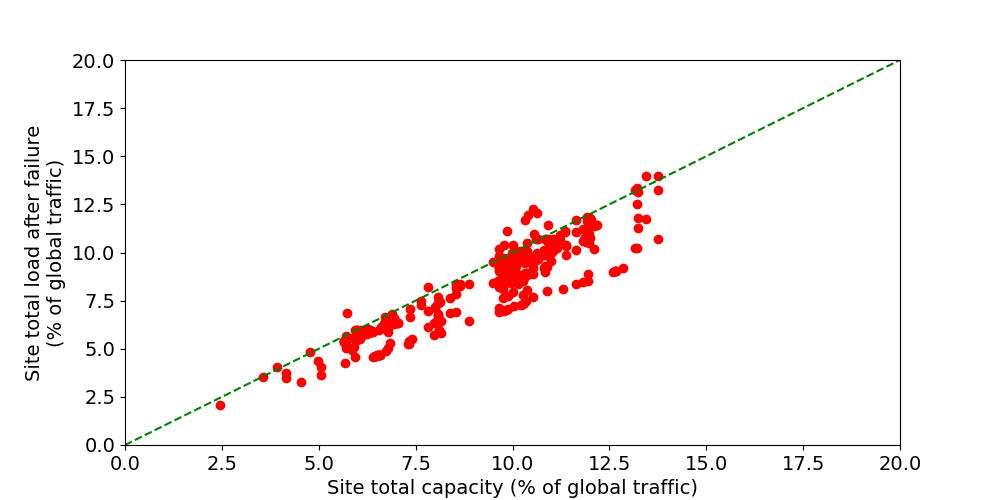 20.0
17.5
15.0
12.5
10.0
7.5
5.0
2.5
0.0
Site total load after failure
(% of global traffic)
0.0 2.5 5.0 7.5 10.0 12.5 15.0 17.5 20.0
Site total capacity (% of global traffic)